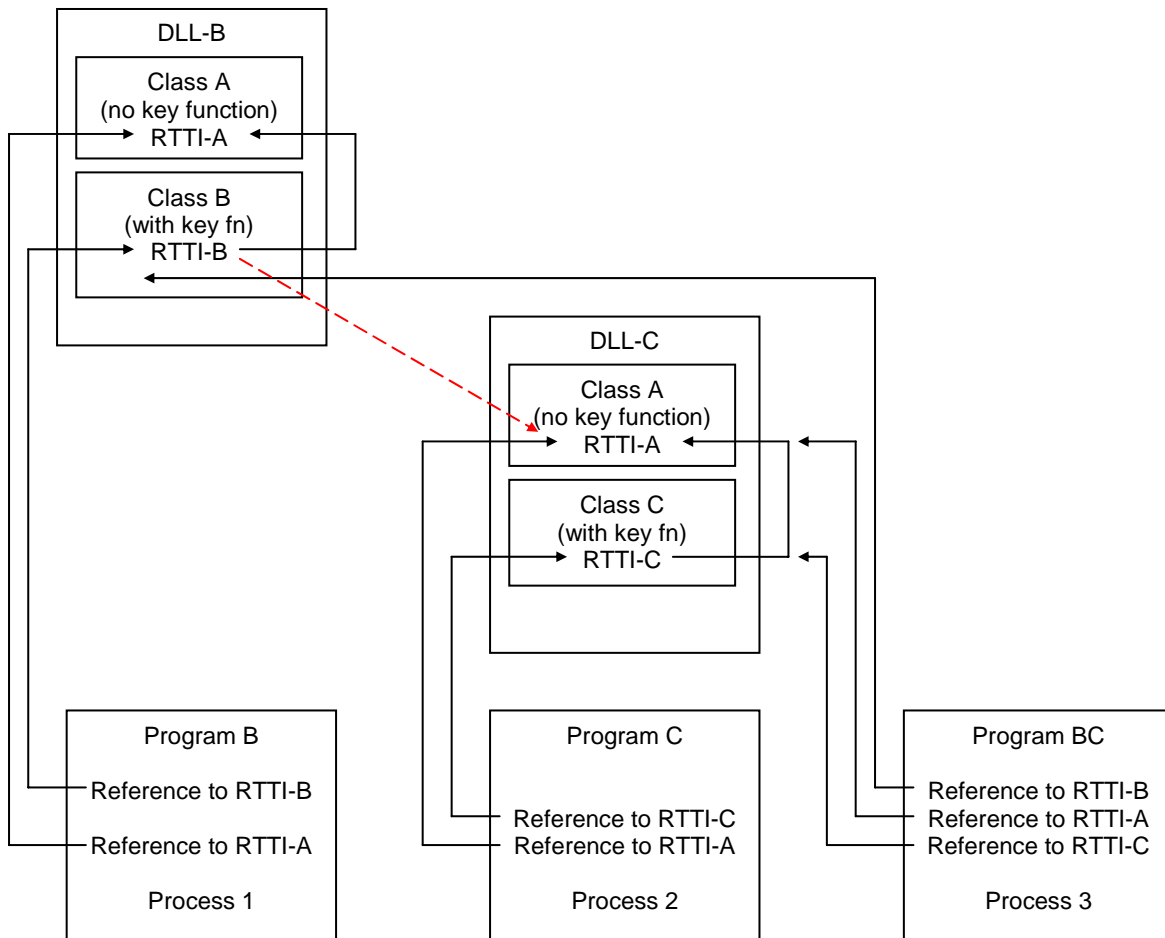 DLL-B
Class A
(no key function)
RTTI-A
Class B
(with key fn)
RTTI-B
DLL-C
Class A
(no key function)
RTTI-A
Class C
(with key fn)
RTTI-C
Program B
Reference to RTTI-B
Reference to RTTI-A
Process 1
Program C
Reference to RTTI-C
Reference to RTTI-A
Process 2
Program BC
Reference to RTTI-B
Reference to RTTI-A
Reference to RTTI-C
Process 3